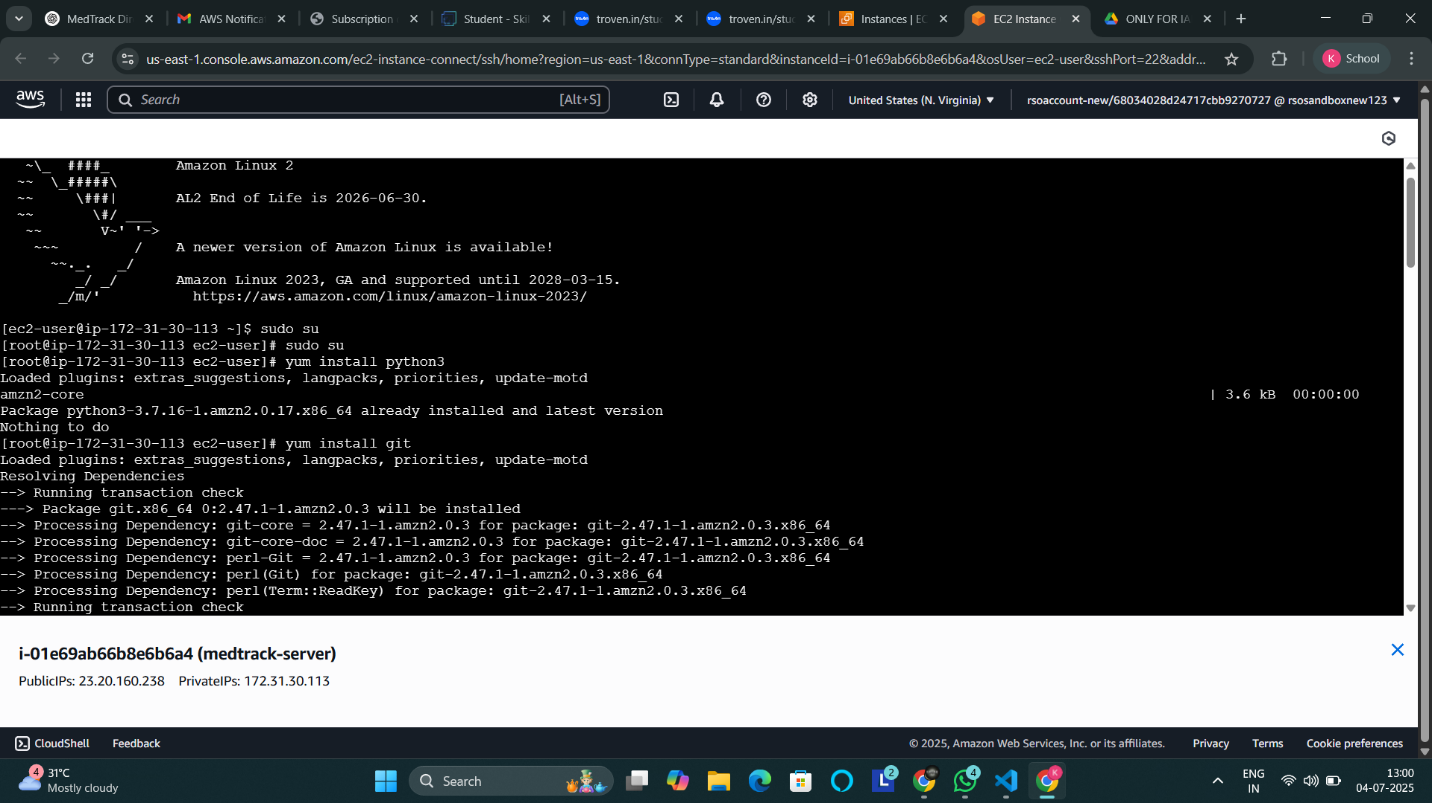 MedTrack Dir
AWS Notifica
Subscription
Student - Skil
troven.in/stuc
troven.in/stuc
Instances | EC
EC2 Instance
ONLY FOR IA
us-east-1.console.aws.amazon.com/ec2-instance-connect/ssh/home?region=us-east-1&connType=standard&instanceId=i-01e69ab66b8e6b6a4&osUser=ec2-user&sshPort=22&addr...
K School
aws
Search [Alt+S]
United States (N. Virginia) ▼
rsoaccount-new/68034028d24717cbb9270727 @ rsosandboxnew123 ▼
~\_ ####_ Amazon Linux 2
~~ \_#####\
~~ \###| AL2 End of Life is 2026-06-30.
~~ \#/ ___
~~ V~' '->
~~~ / A newer version of Amazon Linux is available!
~~._. _/
_/ _/ Amazon Linux 2023, GA and supported until 2028-03-15.
_/m/' https://aws.amazon.com/linux/amazon-linux-2023/
[ec2-user@ip-172-31-30-113 ~]$ sudo su
[root@ip-172-31-30-113 ec2-user]# sudo su
[root@ip-172-31-30-113 ec2-user]# yum install python3
Loaded plugins: extras_suggestions, langpacks, priorities, update-motd
amzn2-core | 3.6 kB 00:00:00
Package python3-3.7.16-1.amzn2.0.17.x86_64 already installed and latest version
Nothing to do
[root@ip-172-31-30-113 ec2-user]# yum install git
Loaded plugins: extras_suggestions, langpacks, priorities, update-motd
Resolving Dependencies
--> Running transaction check
---> Package git.x86_64 0:2.47.1-1.amzn2.0.3 will be installed
--> Processing Dependency: git-core = 2.47.1-1.amzn2.0.3 for package: git-2.47.1-1.amzn2.0.3.x86_64
--> Processing Dependency: git-core-doc = 2.47.1-1.amzn2.0.3 for package: git-2.47.1-1.amzn2.0.3.x86_64
--> Processing Dependency: perl-Git = 2.47.1-1.amzn2.0.3 for package: git-2.47.1-1.amzn2.0.3.x86_64
--> Processing Dependency: perl(Git) for package: git-2.47.1-1.amzn2.0.3.x86_64
--> Processing Dependency: perl(Term::ReadKey) for package: git-2.47.1-1.amzn2.0.3.x86_64
--> Running transaction check
i-01e69ab66b8e6b6a4 (medtrack-server)
PublicIPs: 23.20.160.238 PrivateIPs: 172.31.30.113
CloudShell Feedback
© 2025, Amazon Web Services, Inc. or its affiliates. Privacy Terms Cookie preferences
4
31°C
Mostly cloudy
Search
L 2
4
K
ENG
IN
13:00
04-07-2025